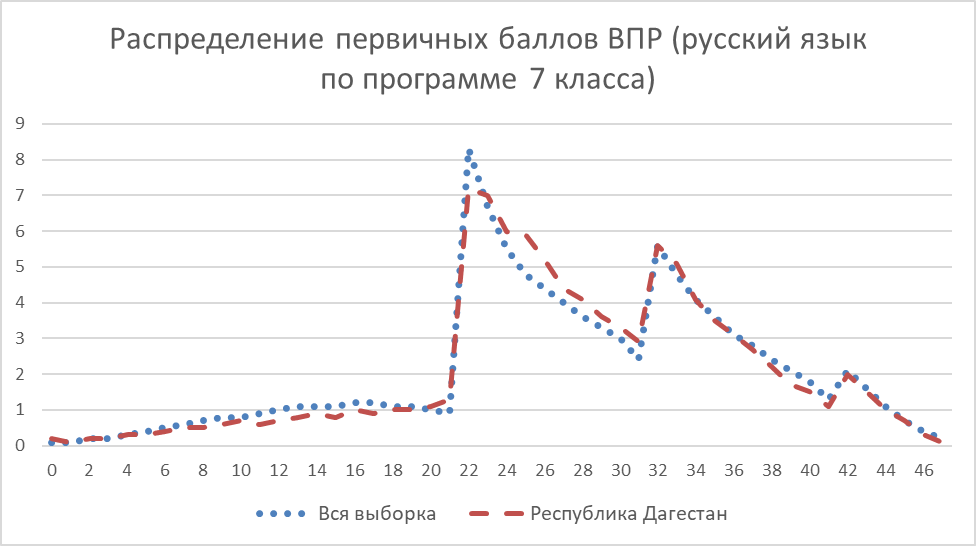 Распределение первичных баллов ВПР (русский язык
по программе 7 класса)
9
8
7
6
5
4
3
2
1
0
0 2 4 6 8 10 12 14 16 18 20 22 24 26 28 30 32 34 36 38 40 42 44 46
Вся выборка Республика Дагестан